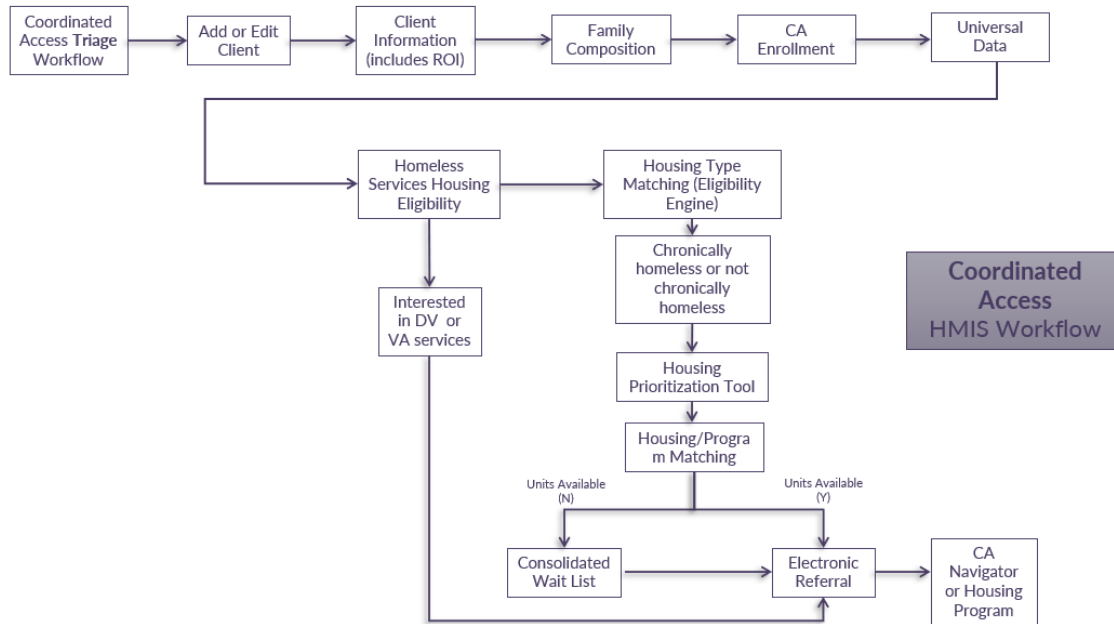 Coordinated
Access Triage
Workflow
Add or Edit
Client
Client
Information
(includes ROI)
Family
Composition
CA
Enrollment
Universal
Data
Homeless
Services Housing
Eligibility
Housing Type
Matching (Eligibility
Engine)
Chronically
homeless or not
chronically
homeless
Coordinated
Access
HMIS Workflow
Interested
in DV or
VA services
Housing
Prioritization Tool
Housing/Progra
m Matching
Units Available
(N)
Units Available
(Y)
Consolidated
Wait List
Electronic
Referral
CA
Navigator
or Housing
Program